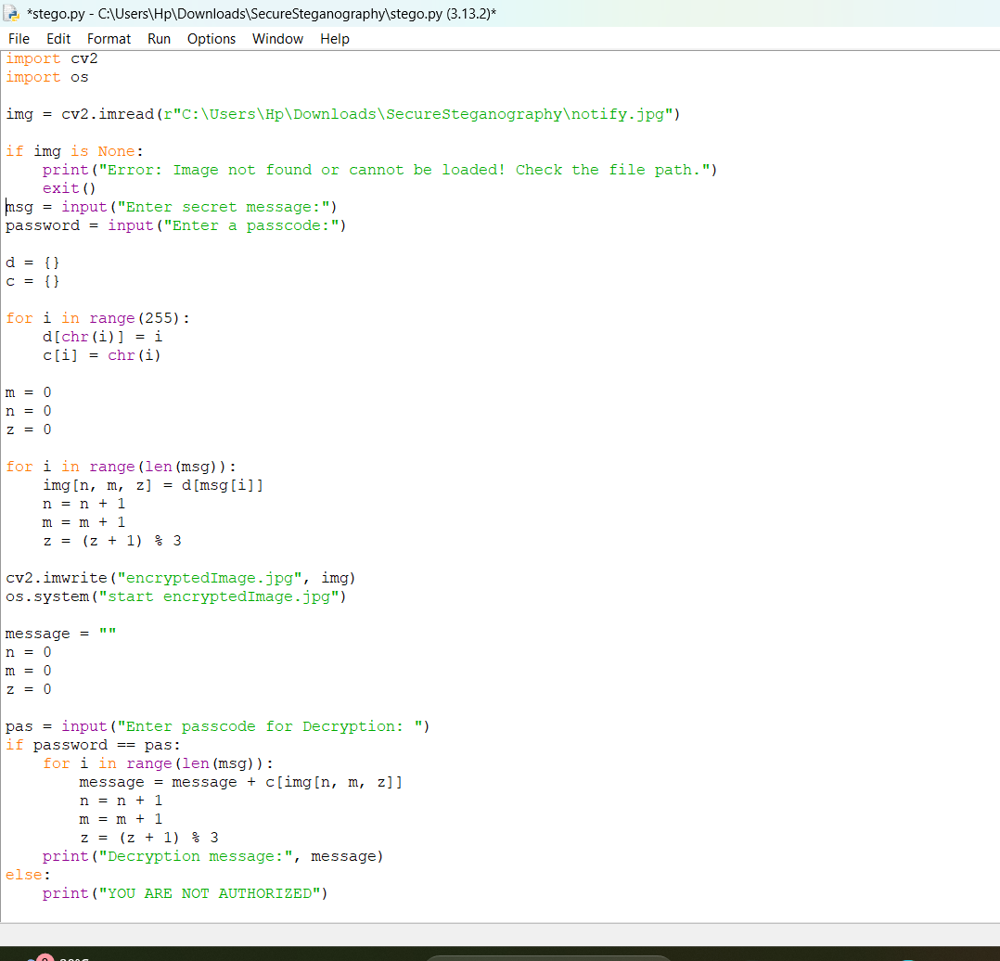 *stego.py - C:\Users\Hp\Downloads\SecureSteganography\stego.py (3.13.2)*
File Edit Format Run Options Window Help
import cv2
import os
img = cv2.imread(r"C:\Users\Hp\Downloads\SecureSteganography\notify.jpg")
if img is None:
    print("Error: Image not found or cannot be loaded! Check the file path.")
    exit()
msg = input("Enter secret message:")
password = input("Enter a passcode:")
d = {}
c = {}
for i in range(255):
    d[chr(i)] = i
    c[i] = chr(i)
m = 0
n = 0
z = 0
for i in range(len(msg)):
    img[n, m, z] = d[msg[i]]
    n = n + 1
    m = m + 1
    z = (z + 1) % 3
cv2.imwrite("encryptedImage.jpg", img)
os.system("start encryptedImage.jpg")
message = ""
n = 0
m = 0
z = 0
pas = input("Enter passcode for Decryption: ")
if password == pas:
    for i in range(len(msg)):
        message = message + c[img[n, m, z]]
        n = n + 1
        m = m + 1
        z = (z + 1) % 3
    print("Decryption message:", message)
else:
    print("YOU ARE NOT AUTHORIZED")